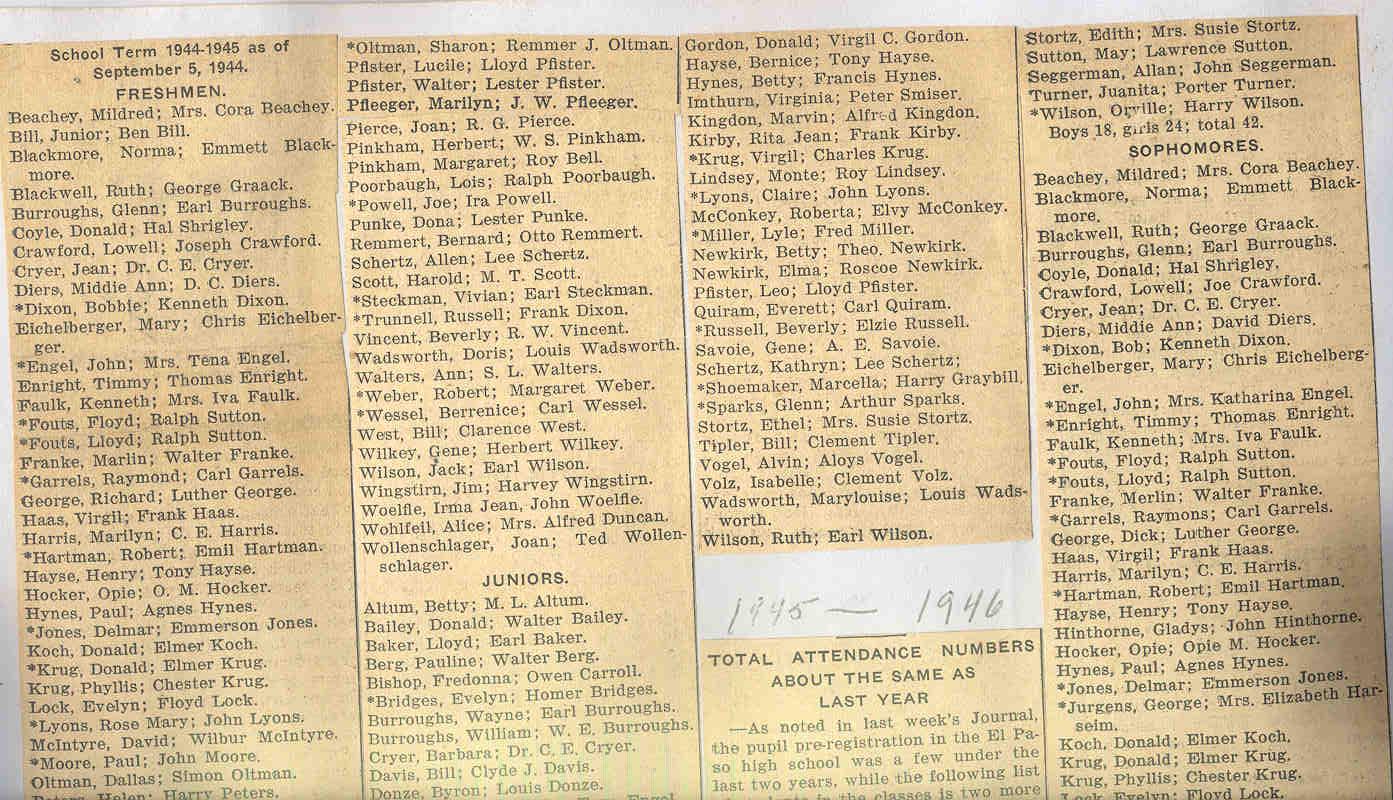 School Term 1944-1945 as of
September 5, 1944.
FRESHMEN.
Beachey, Mildred; Mrs. Cora Beachey.
Bill, Junior; Ben Bill.
Blackmore, Norma; Emmett Black-
more.
Blackwell, Ruth; George Graack.
Burroughs, Glenn; Earl Burroughs.
Coyle, Donald; Hal Shrigley.
Crawford, Lowell; Joseph Crawford.
Cryer, Jean; Dr. C. E. Cryer.
Diers, Middie Ann; D. C. Diers.
*Dixon, Bobbie; Kenneth Dixon.
Eichelberger, Mary; Chris Eichelber-
ger.
*Engel, John; Mrs. Tena Engel.
Enright, Timmy; Thomas Enright.
Faulk, Kenneth; Mrs. Iva Faulk.
*Fouts, Floyd; Ralph Sutton.
*Fouts, Lloyd; Ralph Sutton.
Franke, Marlin; Walter Franke.
*Garrels, Raymond; Carl Garrels.
George, Richard; Luther George.
Haas, Virgil; Frank Haas.
Harris, Marilyn; C. E. Harris.
*Hartman, Robert; Emil Hartman.
Hayse, Henry; Tony Hayse.
Hocker, Opie; O. M. Hocker.
Hynes, Paul; Agnes Hynes.
*Jones, Delmar; Emmerson Jones.
Koch, Donald; Elmer Koch.
*Krug, Donald; Elmer Krug.
Krug, Phyllis; Chester Krug.
Lock, Evelyn; Floyd Lock.
*Lyons, Rose Mary; John Lyons.
McIntyre, David; Wilbur McIntyre.
*Moore, Paul; John Moore.
Oltman, Dallas; Simon Oltman.
Peters, Helen; Harry Peters.
*Oltman, Sharon; Remmer J. Oltman.
Pfister, Lucile; Lloyd Pfister.
Pfister, Walter; Lester Pfister.
Pfleeger, Marilyn; J. W. Pfleeger.
Pierce, Joan; R. G. Pierce.
Pinkham, Herbert; W. S. Pinkham.
Pinkham, Margaret; Roy Bell.
Poorbaugh, Lois; Ralph Poorbaugh.
*Powell, Joe; Ira Powell.
Punke, Dona; Lester Punke.
Remmert, Bernard; Otto Remmert.
Schertz, Allen; Lee Schertz.
Scott, Harold; M. T. Scott.
*Steckman, Vivian; Earl Steckman.
*Trunnell, Russell; Frank Dixon.
Vincent, Beverly; R. W. Vincent.
Wadsworth, Doris; Louis Wadsworth.
Walters, Ann; S. L. Walters.
*Weber, Robert; Margaret Weber.
*Wessel, Berrenice; Carl Wessel.
West, Bill; Clarence West.
Wilkey, Gene; Herbert Wilkey.
Wilson, Jack; Earl Wilson.
Wingstirn, Jim; Harvey Wingstirn.
Woelfle, Irma Jean, John Woelfle.
Wohlfeil, Alice; Mrs. Alfred Duncan.
Wollenschlager, Joan; Ted Wollen-
schlager.
JUNIORS.
Altum, Betty; M. L. Altum.
Bailey, Donald; Walter Bailey.
Baker, Lloyd; Earl Baker.
Berg, Pauline; Walter Berg.
Bishop, Fredonna; Owen Carroll.
*Bridges, Evelyn; Homer Bridges.
Burroughs, Wayne; Earl Burroughs.
Burroughs, William; W. E. Burroughs.
Cryer, Barbara; Dr. C. E. Cryer.
Davis, Bill; Clyde J. Davis.
Donze, Byron; Louis Donze.
Engel
Gordon, Donald; Virgil C. Gordon.
Hayse, Bernice; Tony Hayse.
Hynes, Betty; Francis Hynes.
Imthurn, Virginia; Peter Smiser.
Kingdon, Marvin; Alfred Kingdon.
Kirby, Rita Jean; Frank Kirby.
*Krug, Virgil; Charles Krug.
Lindsey, Monte; Roy Lindsey.
*Lyons, Claire; John Lyons.
McConkey, Roberta; Elvy McConkey.
*Miller, Lyle; Fred Miller.
Newkirk, Betty; Theo. Newkirk.
Newkirk, Elma; Roscoe Newkirk.
Pfister, Leo; Lloyd Pfister.
Quiram, Everett; Carl Quiram.
*Russell, Beverly; Elzie Russell.
Savoie, Gene; A. E. Savoie.
Schertz, Kathryn; Lee Schertz;
*Shoemaker, Marcella; Harry Graybill.
*Sparks, Glenn; Arthur Sparks.
Stortz, Ethel; Mrs. Susie Stortz.
Tipler, Bill; Clement Tipler.
Vogel, Alvin; Aloys Vogel.
Volz, Isabelle; Clement Volz.
Wadsworth, Marylouise; Louis Wads-
worth.
Wilson, Ruth; Earl Wilson.
1945 — 1946
TOTAL ATTENDANCE NUMBERS
ABOUT THE SAME AS
LAST YEAR
—As noted in last week's Journal,
the pupil pre-registration in the El Pa-
so high school was a few under the
last two years, while the following list
in the classes is two more
Stortz, Edith; Mrs. Susie Stortz.
Sutton, May; Lawrence Sutton.
Seggerman, Allan; John Seggerman.
Turner, Juanita; Porter Turner.
*Wilson, Orville; Harry Wilson.
Boys 18, girls 24; total 42.
SOPHOMORES.
Beachey, Mildred; Mrs. Cora Beachey.
Blackmore, Norma; Emmett Black-
more.
Blackwell, Ruth; George Graack.
Burroughs, Glenn; Earl Burroughs.
Coyle, Donald; Hal Shrigley.
Crawford, Lowell; Joe Crawford.
Cryer, Jean; Dr. C. E. Cryer.
Diers, Middie Ann; David Diers.
*Dixon, Bob; Kenneth Dixon.
Eichelberger, Mary; Chris Eichelberg-
er.
*Engel, John; Mrs. Katharina Engel.
*Enright, Timmy; Thomas Enright.
Faulk, Kenneth; Mrs. Iva Faulk.
*Fouts, Floyd; Ralph Sutton.
*Fouts, Lloyd; Ralph Sutton.
Franke, Merlin; Walter Franke.
*Garrels, Raymons; Carl Garrels.
George, Dick; Luther George.
Haas, Virgil; Frank Haas.
Harris, Marilyn; C. E. Harris.
*Hartman, Robert; Emil Hartman.
Hayse, Henry; Tony Hayse.
Hinthorne, Gladys; John Hinthorne.
Hocker, Opie; Opie M. Hocker.
Hynes, Paul; Agnes Hynes.
*Jones, Delmar; Emmerson Jones.
*Jurgens, George; Mrs. Elizabeth Har-
seim.
Koch, Donald; Elmer Koch.
Krug, Donald; Elmer Krug.
Krug, Phyllis; Chester Krug.
Lock, Evelyn; Floyd Lock.